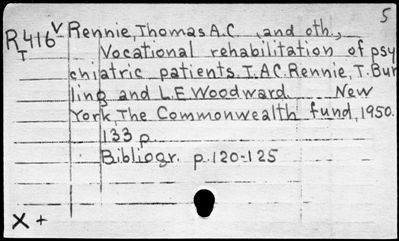 5
R416 V Rennie, Thomas A.C. , and oth.,
T Vocational rehabilitation of psy
chiatric patients. T.A.C. Rennie, T. Bur
ling and L.E. Woodward New
York, The Commonwealth fund, 1950.
133 p.
Bibliogr. p. 120-125
X +